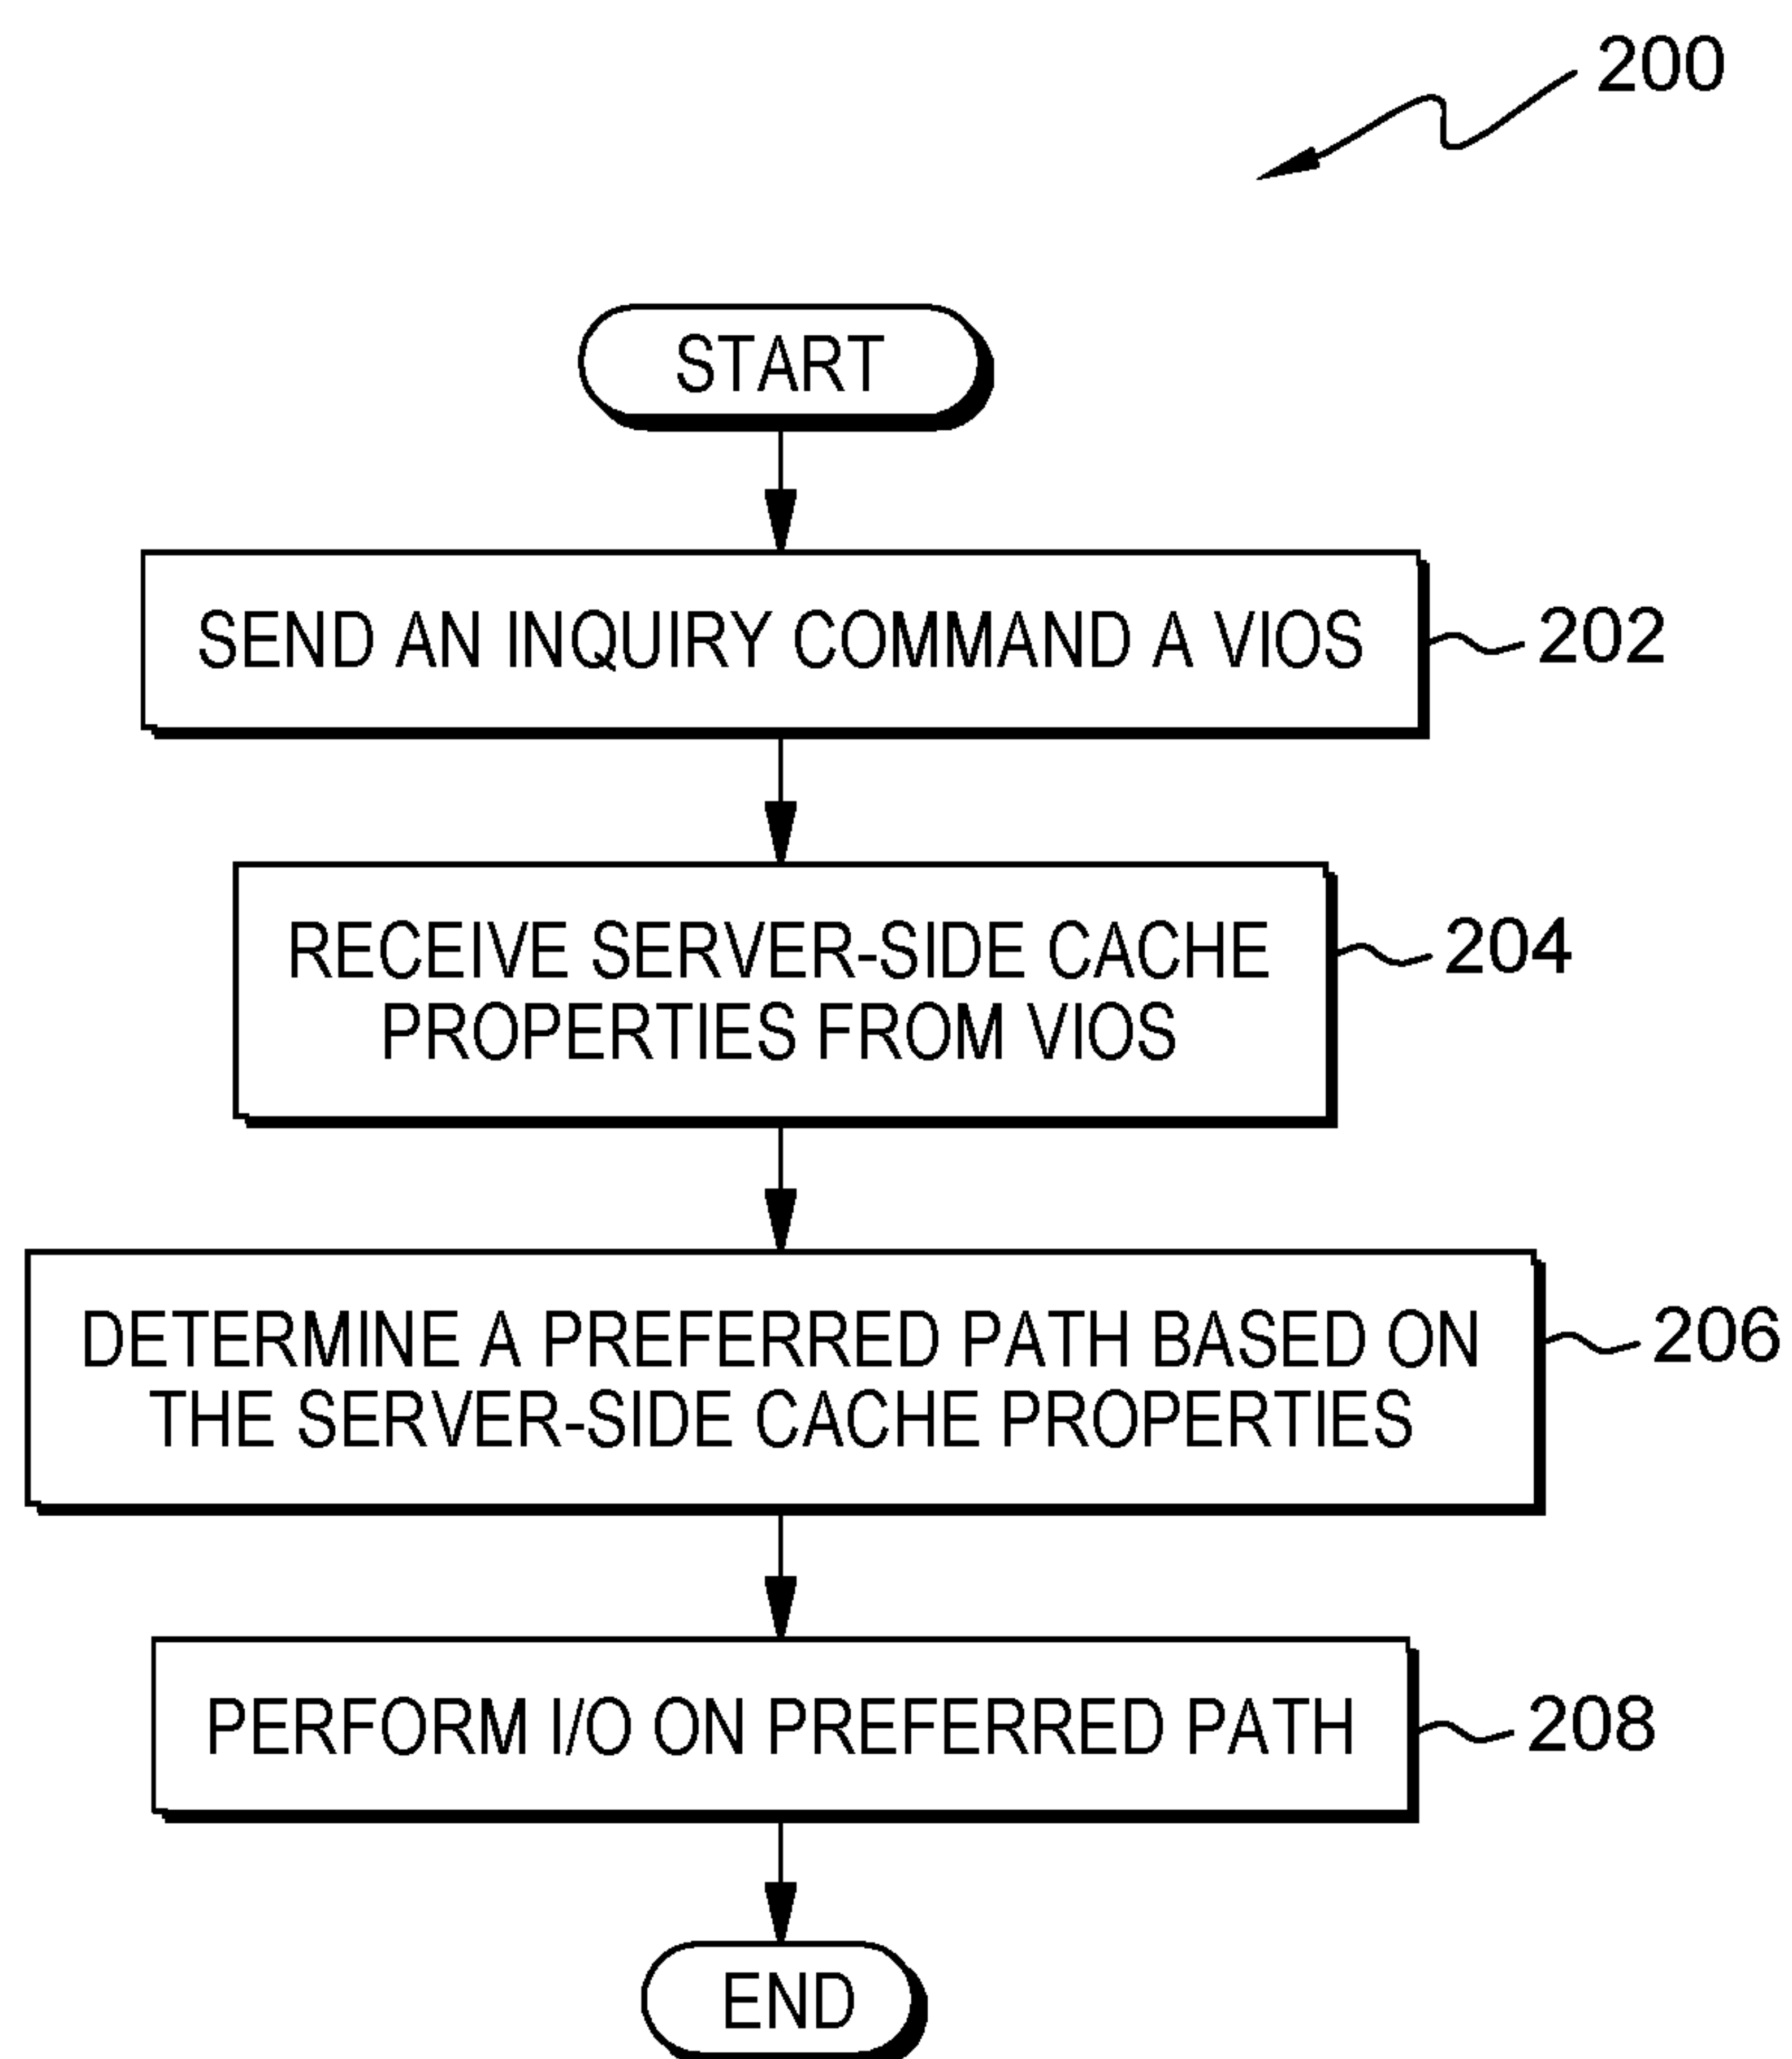 200
START
SEND AN INQUIRY COMMAND A VIOS
202
RECEIVE SERVER-SIDE CACHE
PROPERTIES FROM VIOS
204
DETERMINE A PREFERRED PATH BASED ON
THE SERVER-SIDE CACHE PROPERTIES
206
PERFORM I/O ON PREFERRED PATH
208
END